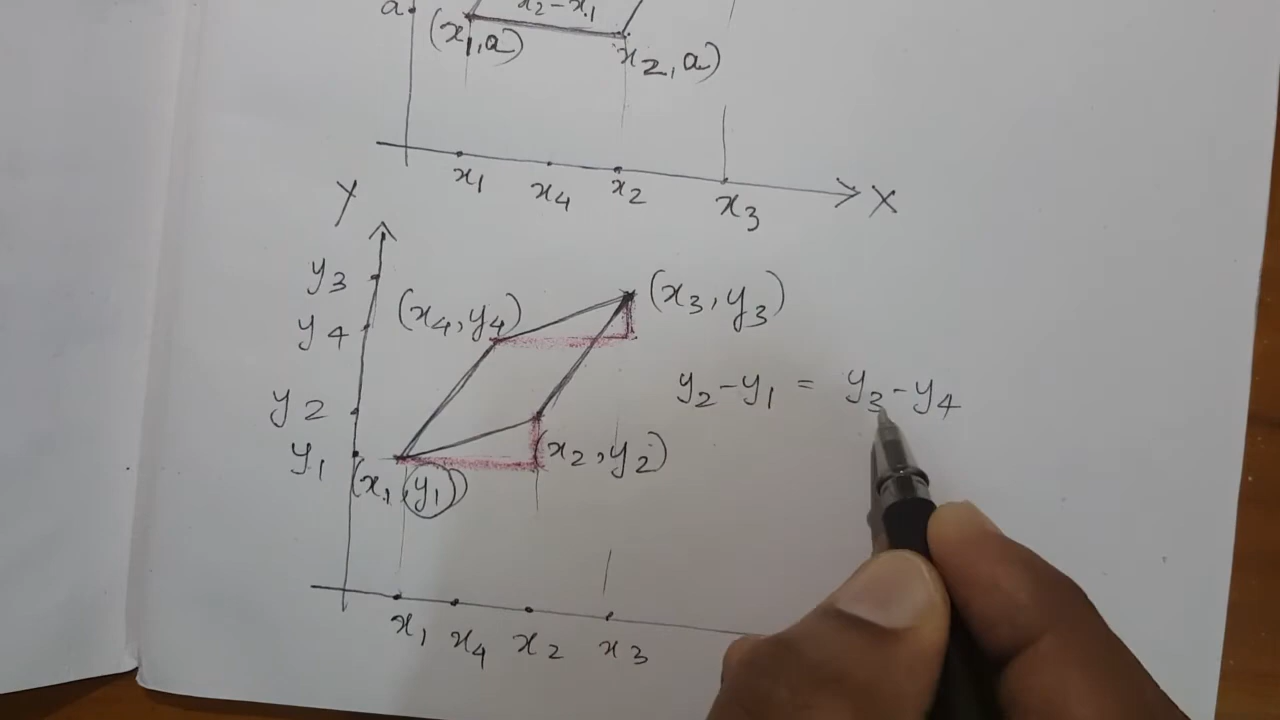 a
x₂-x₁
(x₁,a)
x₂,a)
x₁ x₄ x₂ x₃ X
Y
y₃
(x₄,y₄) (x₃,y₃)
y₄
y₂-y₁ = y₃-y₄
y₂
y₁
(x₂,y₂)
(x₁,(y₁))
x₁ x₄ x₂ x₃